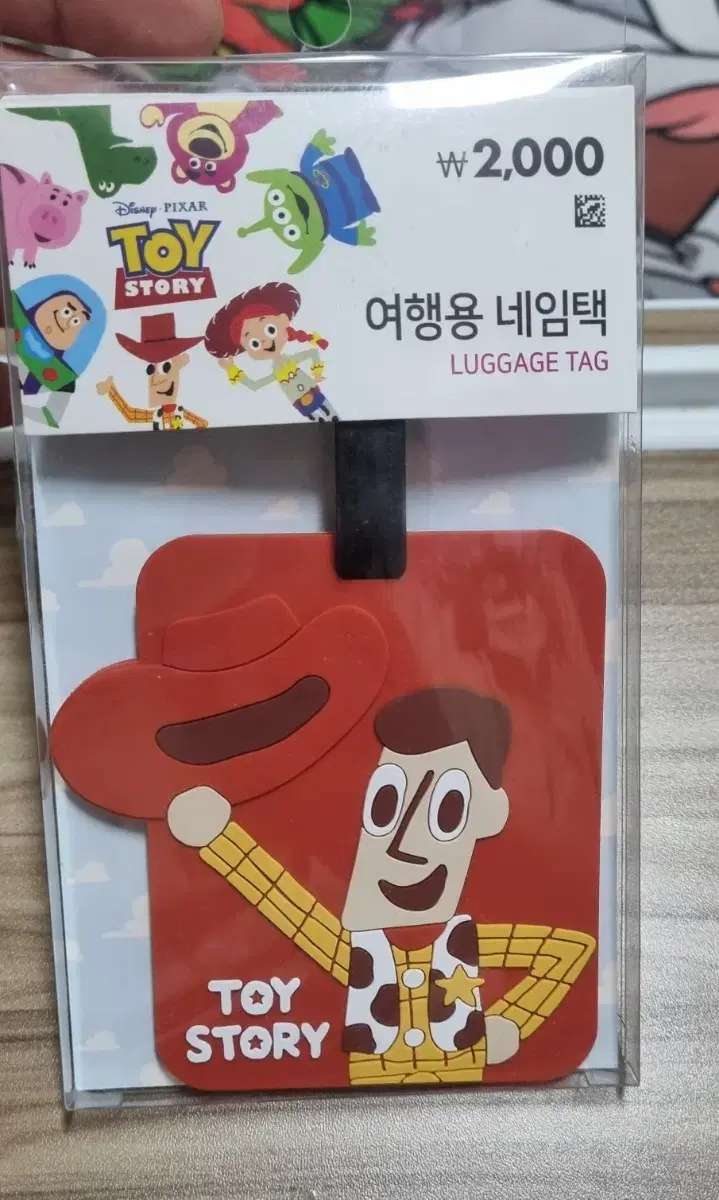 ₩2,000
Disney·PIXAR
TOY
STORY
여행용 네임택
LUGGAGE TAG
TOY
STORY